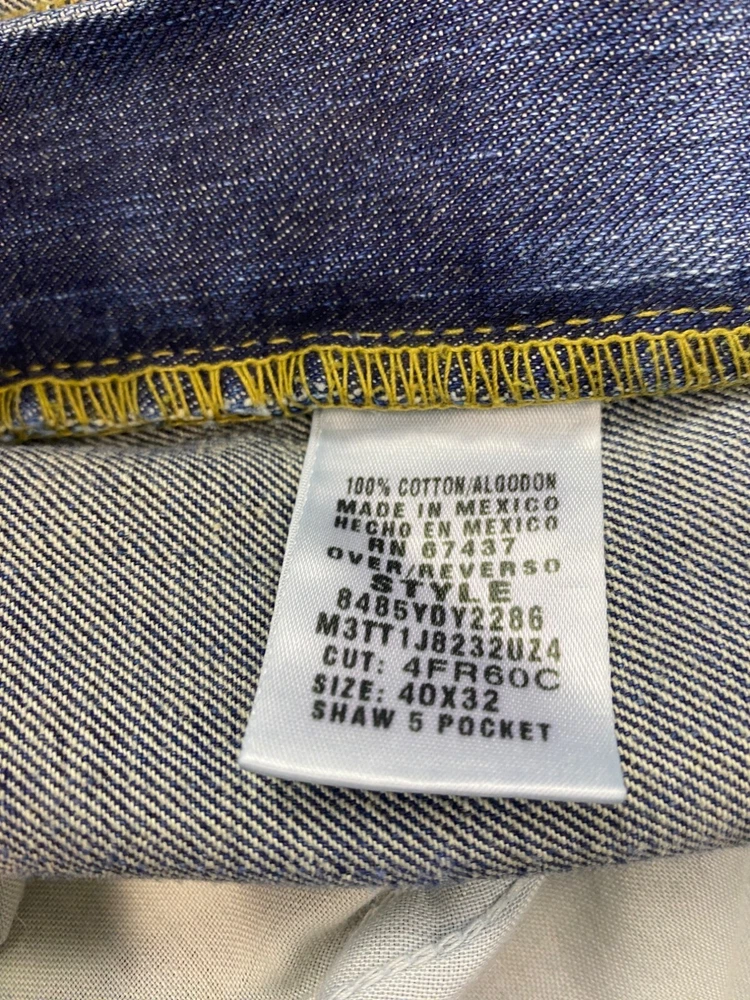 100% COTTON/ALGODON
MADE IN MEXICO
HECHO EN MEXICO
RN 67437
OVER/REVERSO
STYLE
8485Y0Y2286
M3TT1J8232UZ4
CUT: 4FR60C
SIZE: 40X32
SHAW 5 POCKET